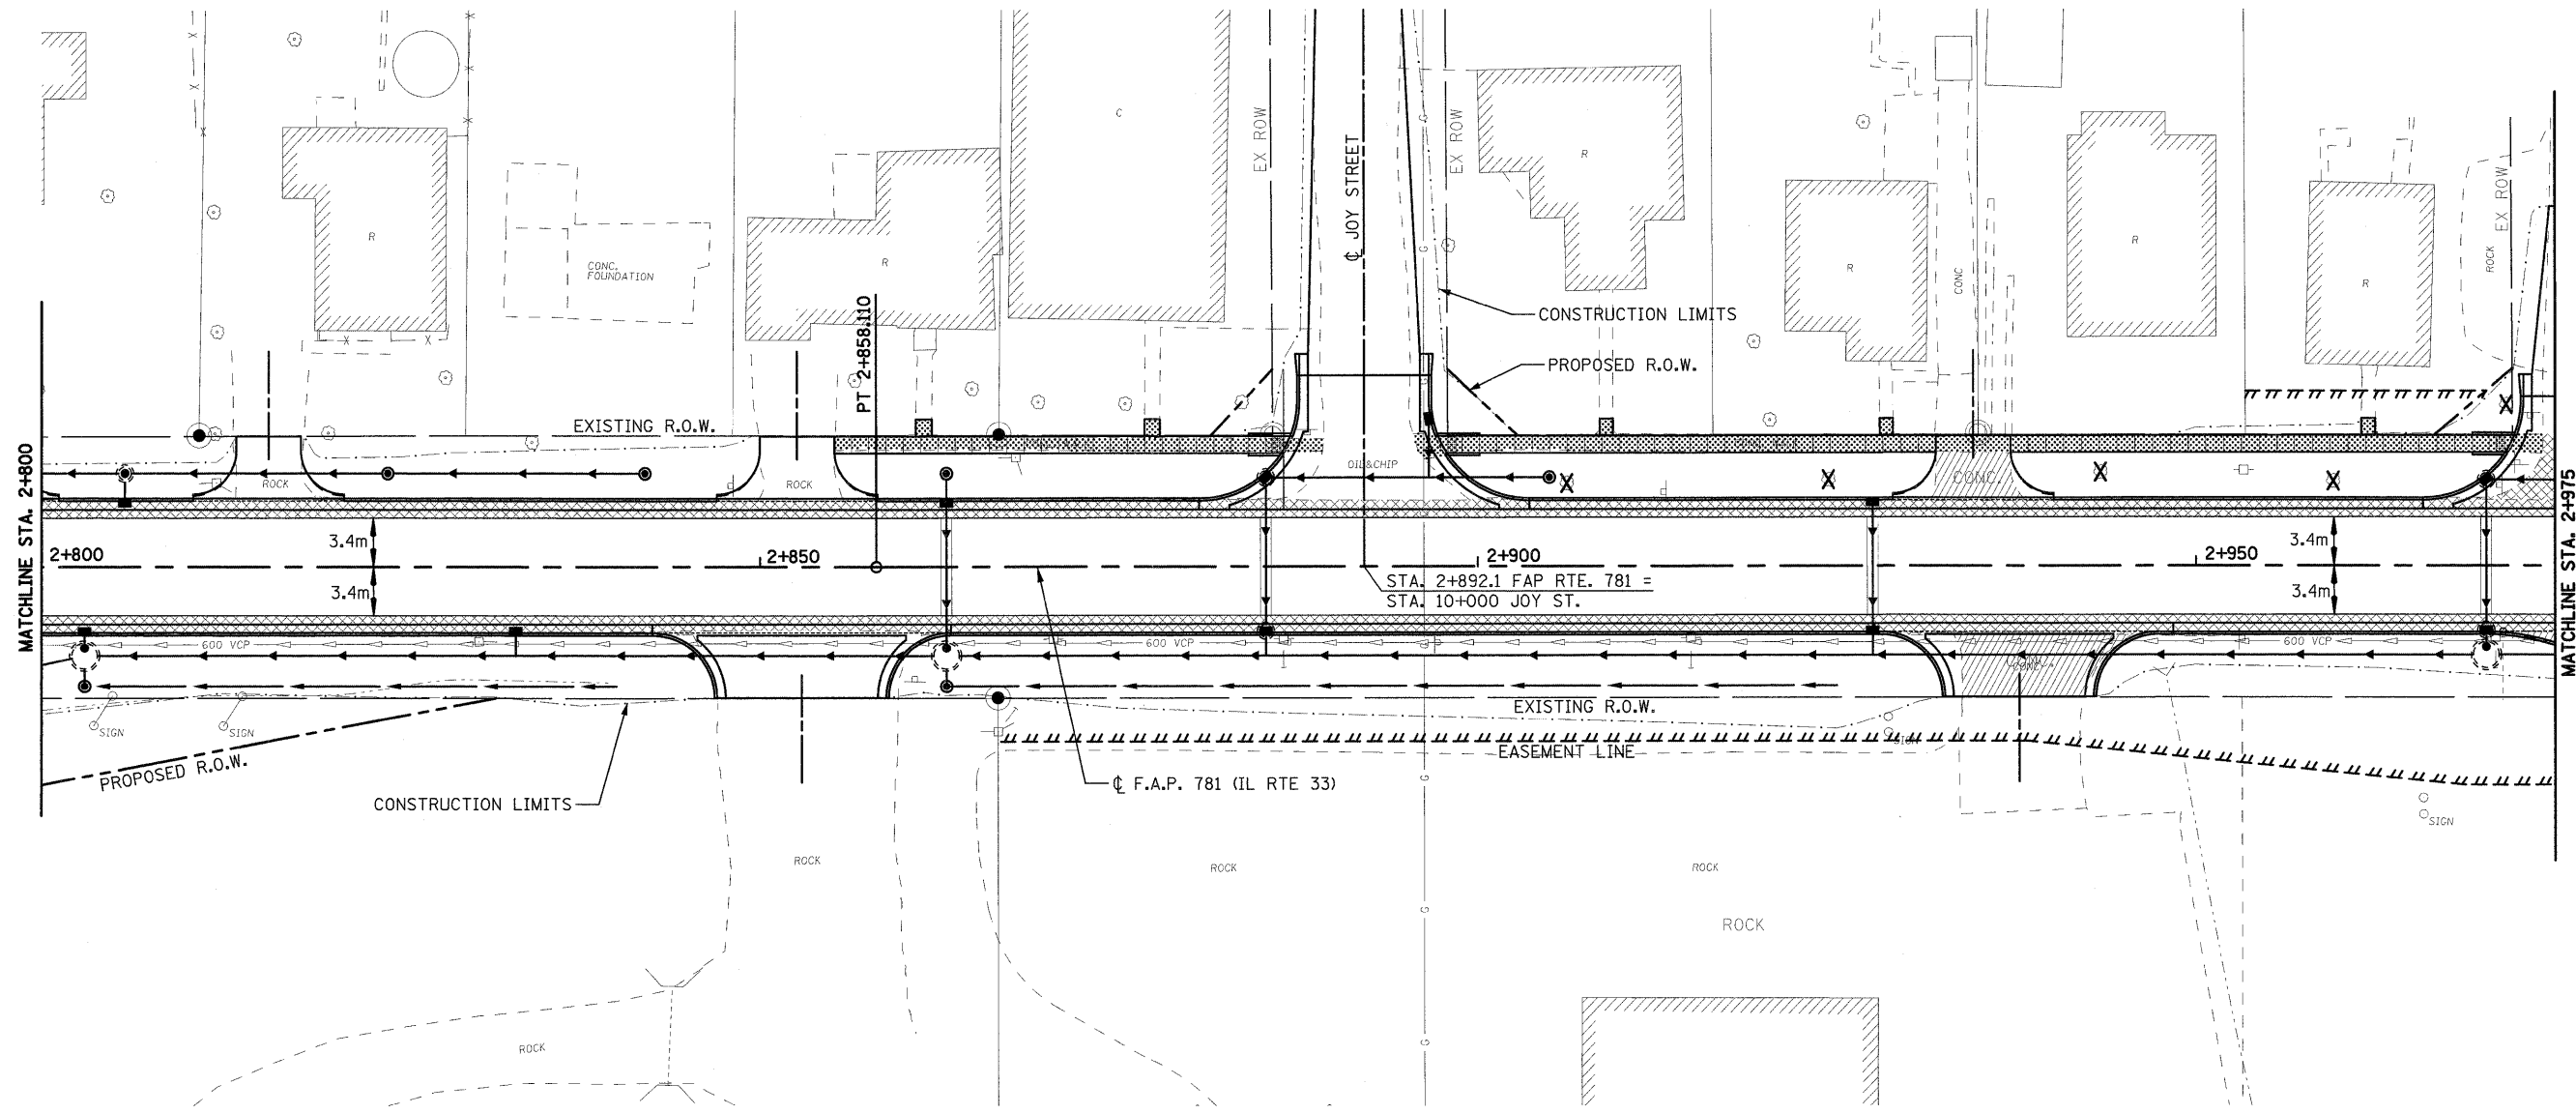 C
EX ROW
℄ JOY STREET
EX ROW
R
R
R
R
EX ROW
ROCK
R
R
R
CONC.
FOUNDATION
CONC
PT 2+858.110
CONSTRUCTION LIMITS
PROPOSED R.O.W.
EXISTING R.O.W.
MATCHLINE STA. 2+800
MATCHLINE STA. 2+975
ROCK
ROCK
OIL&CHIP
CONC.
3.4m
3.4m
2+800
2+850
2+900
2+950
3.4m
3.4m
STA. 2+892.1 FAP RTE. 781 =
STA. 10+000 JOY ST.
600 VCP
600 VCP
600 VCP
CONC.
SIGN
SIGN
EXISTING R.O.W.
SIGN
EASEMENT LINE
PROPOSED R.O.W.
℄ F.A.P. 781 (IL RTE 33)
CONSTRUCTION LIMITS
SIGN
ROCK
ROCK
ROCK
ROCK
ROCK
G
G
G
G
G